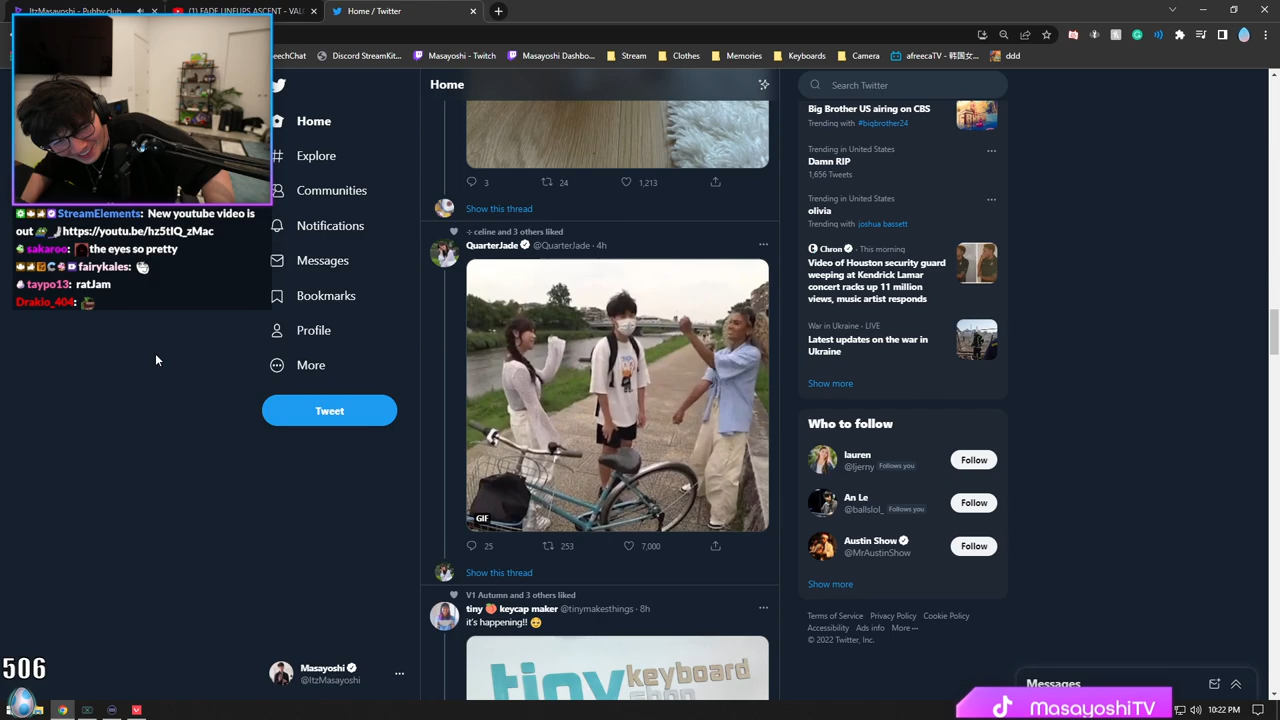 ItzMasayoshi - Pubby.club
(1) FADE LINEUPS ASCENT - VAL
Home / Twitter
eechChat
Discord StreamKit...
Masayoshi - Twitch
Masayoshi Dashbo...
Stream
Clothes
Memories
Keyboards
Camera
afreecaTV - 韩国女...
ddd
StreamElements: New youtube video is
out https://youtu.be/hz5tIQ_zMac
sakaroo: the eyes so pretty
fairykales:
taypo13: ratJam
Draklo_404:
Home
Explore
Communities
Notifications
Messages
Bookmarks
Profile
More
Tweet
Masayoshi
@ItzMasayoshi
506
Home
3
24
1,213
Show this thread
celine and 3 others liked
QuarterJade @QuarterJade · 4h
GIF
25
253
7,000
Show this thread
V1 Autumn and 3 others liked
tiny keycap maker @tinymakesthings · 8h
it's happening!!
tiny keyboard
shop
Search Twitter
Big Brother US airing on CBS
Trending with #bigbrother24
Trending in United States
Damn RIP
1,656 Tweets
Trending in United States
olivia
Trending with joshua bassett
Chron · This morning
Video of Houston security guard
weeping at Kendrick Lamar
concert racks up 11 million
views, music artist responds
War in Ukraine · LIVE
Latest updates on the war in
Ukraine
Show more
Who to follow
lauren
@ljerny Follows you
Follow
An Le
@ballslol_ Follows you
Follow
Austin Show
@MrAustinShow
Follow
Show more
Terms of Service Privacy Policy Cookie Policy
Accessibility Ads info More
© 2022 Twitter, Inc.
Messages
MasayoshiTV
10:22 PM